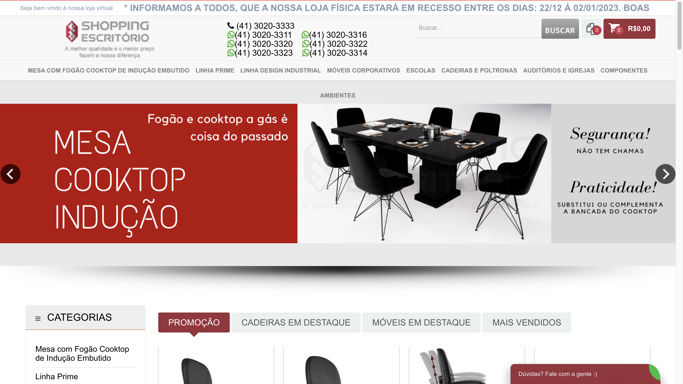 Seja bem vindo à nossa loja virtual
* INFORMAMOS A TODOS, QUE A NOSSA LOJA FÍSICA ESTARÁ EM RECESSO ENTRE OS DIAS: 22/12 À 02/01/2023. BOAS
SHOPPING
ESCRITÓRIO
A melhor qualidade e o menor preço
fazem a nossa diferença.
(41) 3020-3333
(41) 3020-3311 (41) 3020-3316
(41) 3020-3320 (41) 3020-3322
(41) 3020-3323 (41) 3020-3314
Buscar...
BUSCAR
0
0
R$0,00
MESA COM FOGÃO COOKTOP DE INDUÇÃO EMBUTIDO LINHA PRIME LINHA DESIGN INDUSTRIAL MÓVEIS CORPORATIVOS ESCOLAS CADEIRAS E POLTRONAS AUDITÓRIOS E IGREJAS COMPONENTES
AMBIENTES
Fogão e cooktop a gás é
coisa do passado
MESA
COOKTOP
INDUÇÃO
Segurança!
NÃO TEM CHAMAS
Praticidade!
SUBSTITUI OU COMPLEMENTA
A BANCADA DO COOKTOP
CATEGORIAS
Mesa com Fogão Cooktop
de Indução Embutido
Linha Prime
PROMOÇÃO
CADEIRAS EM DESTAQUE
MÓVEIS EM DESTAQUE
MAIS VENDIDOS
Dúvidas? Fale com a gente :)